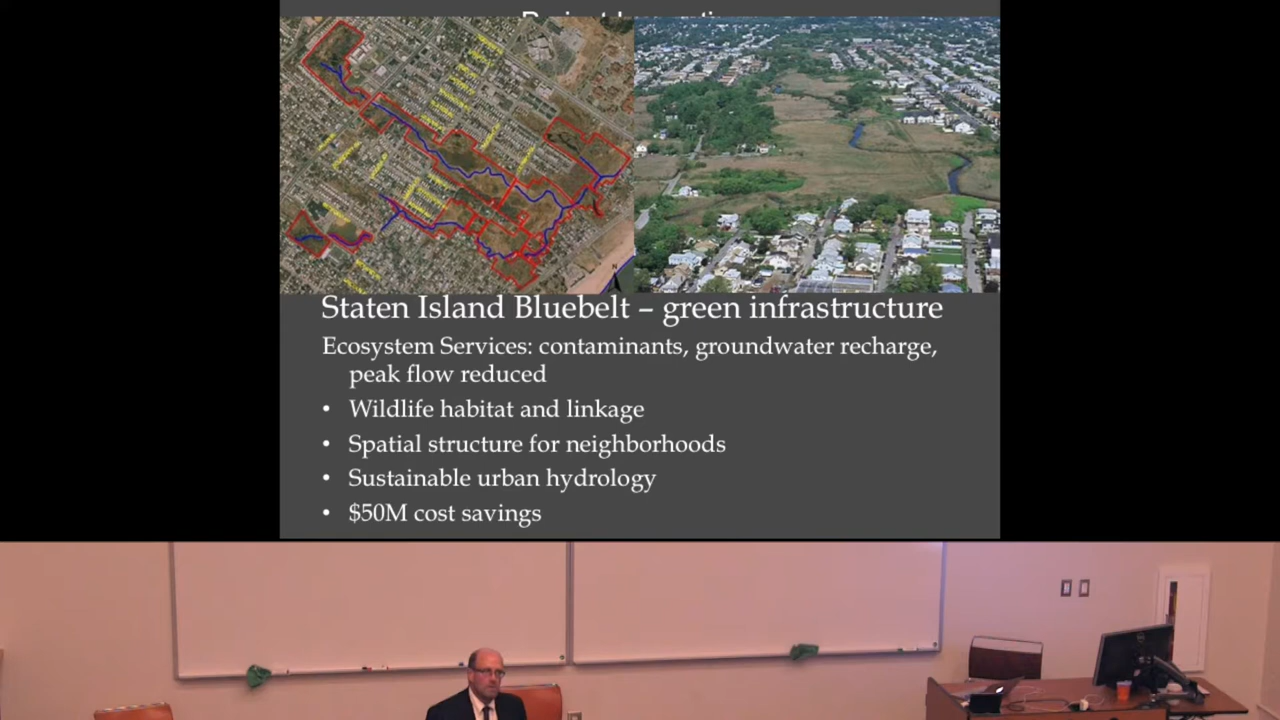 Staten Island Bluebelt – green infrastructure
Ecosystem Services: contaminants, groundwater recharge,
peak flow reduced
• Wildlife habitat and linkage
• Spatial structure for neighborhoods
• Sustainable urban hydrology
• $50M cost savings